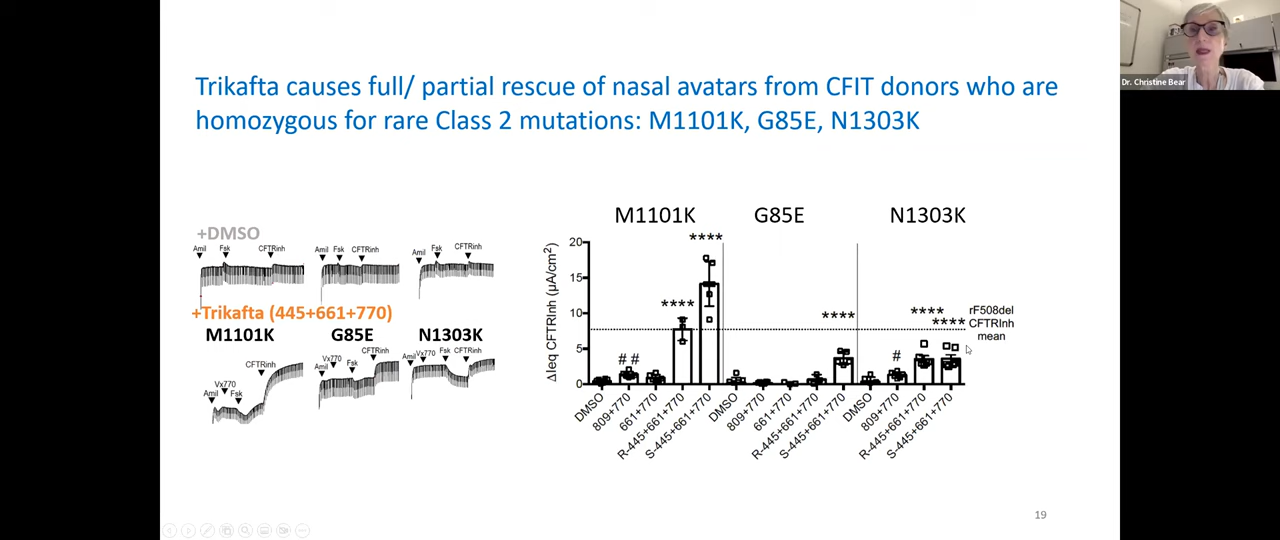 Dr. Christine Bear
Trikafta causes full/ partial rescue of nasal avatars from CFIT donors who are
homozygous for rare Class 2 mutations: M1101K, G85E, N1303K
+DMSO
Amil Fsk CFTRinh
Amil Fsk CFTRinh
Amil Fsk CFTRinh
+Trikafta (445+661+770)
M1101K G85E N1303K
Amil Vx770 Fsk CFTRinh
Amil Vx770 Fsk CFTRinh
Amil Vx770 Fsk CFTRinh
M1101K G85E N1303K
ΔIeq CFTRInh (µA/cm²)
20
15
10
5
0
# #
****
****
****
#
****
****
rF508del
CFTRInh
mean
DMSO
809+770
661+770
R-445+661+770
S-445+661+770
DMSO
809+770
661+770
R-445+661+770
S-445+661+770
DMSO
809+770
R-445+661+770
S-445+661+770
19